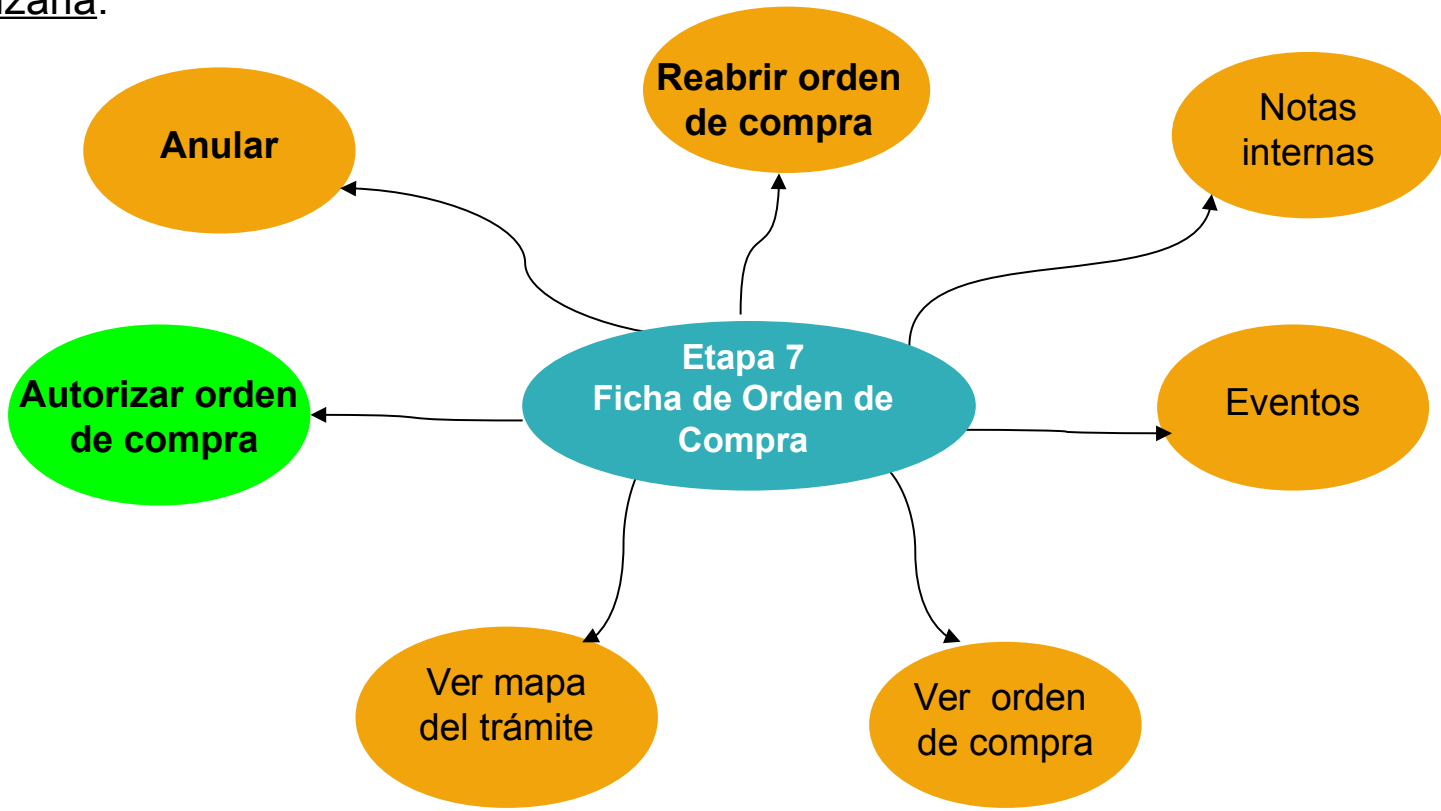 Reabrir orden
de compra
Anular
Notas
internas
Etapa 7
Ficha de Orden de
Compra
Autorizar orden
de compra
Eventos
Ver mapa
del trámite
Ver orden
de compra